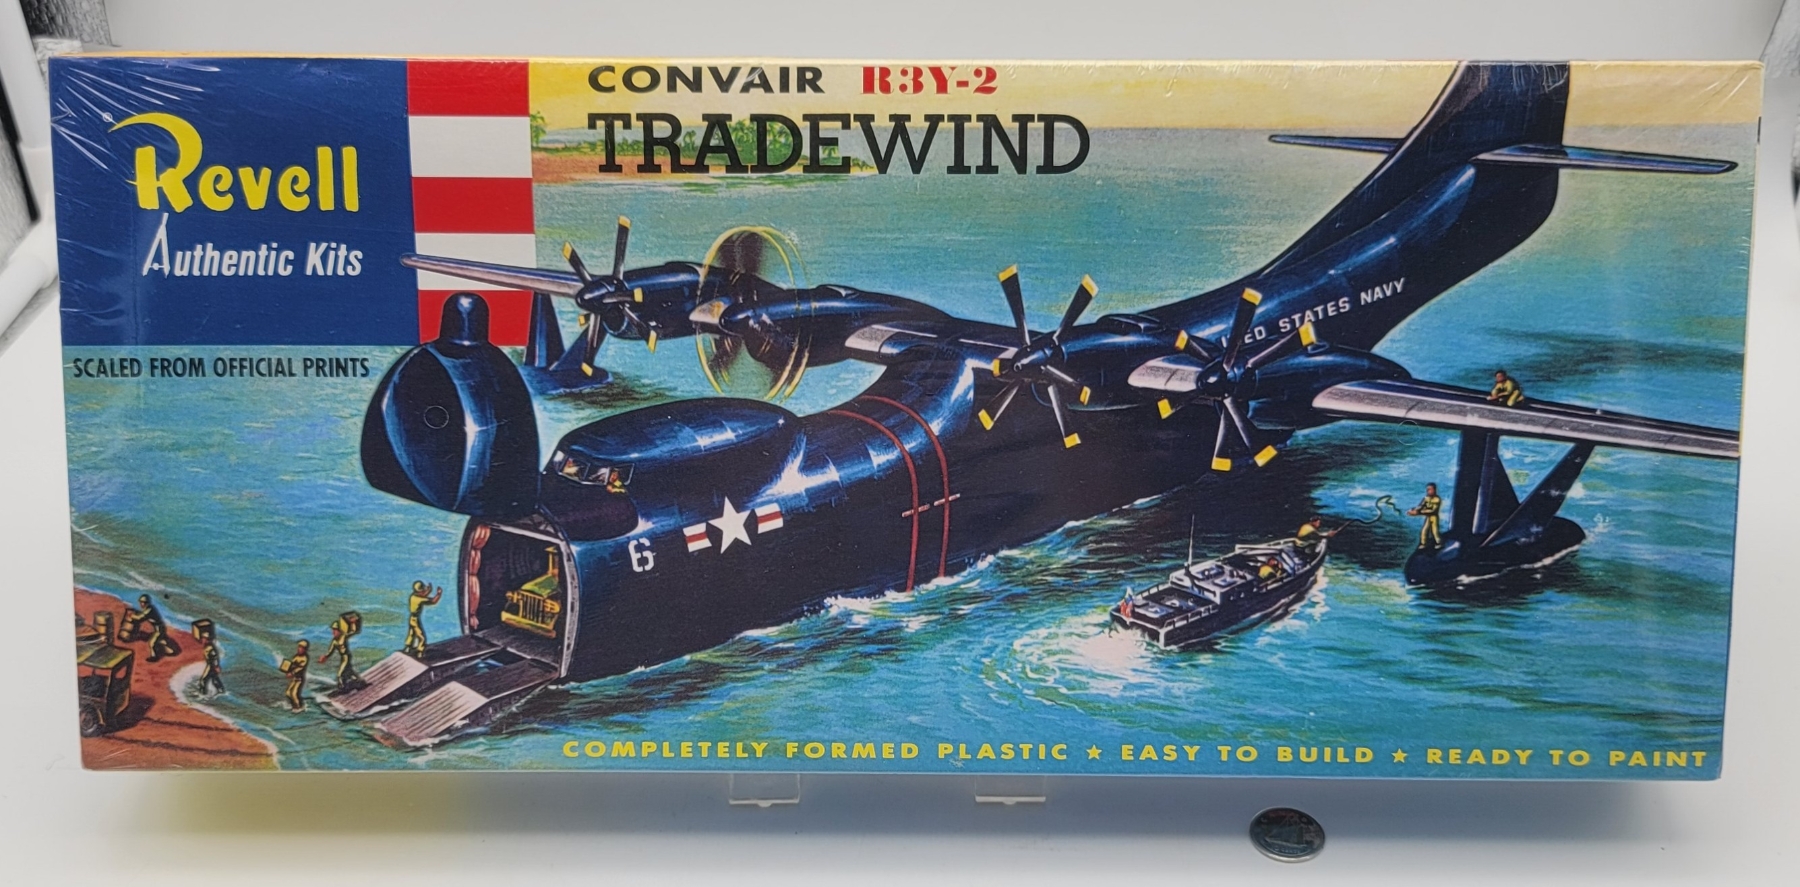 CONVAIR R3Y-2
TRADEWIND
Revell
Authentic Kits
SCALED FROM OFFICIAL PRINTS
STATES NAVY
6
COMPLETELY FORMED PLASTIC ★ EASY TO BUILD ★ READY TO PAINT